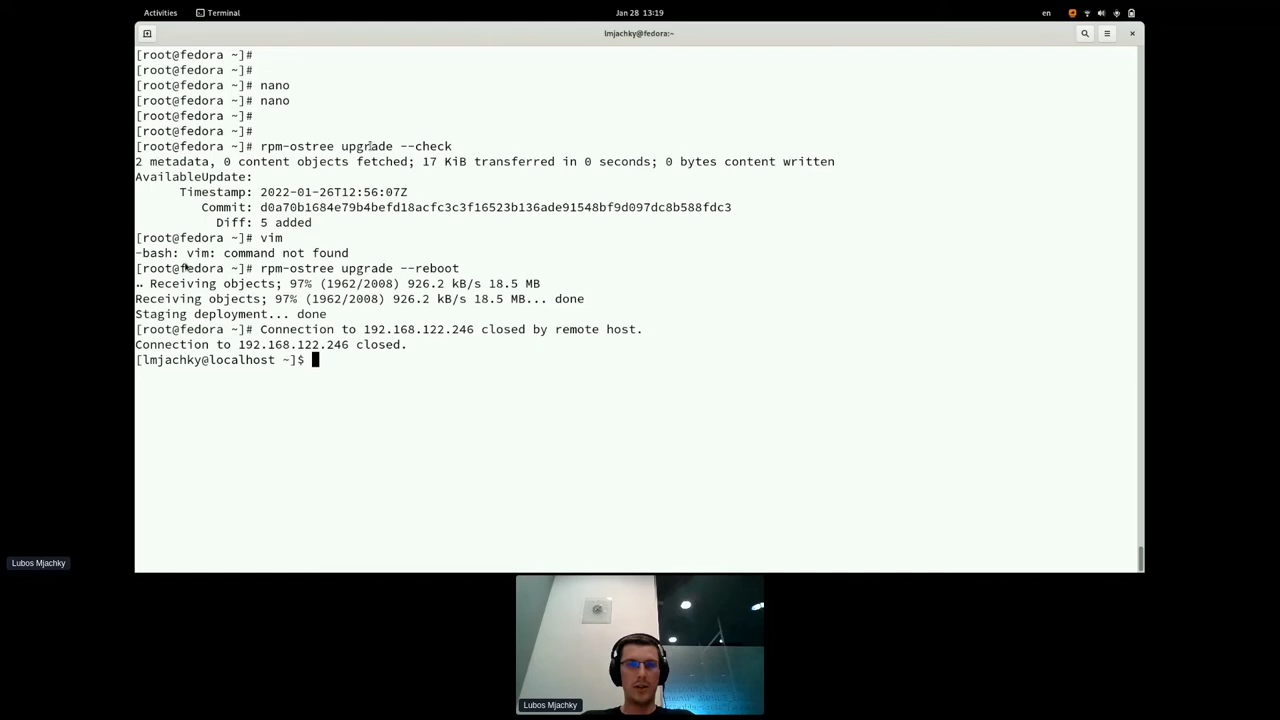 Activities Terminal Jan 28 13:19 en
lmjachky@fedora:~
[root@fedora ~]#
[root@fedora ~]#
[root@fedora ~]# nano
[root@fedora ~]# nano
[root@fedora ~]#
[root@fedora ~]#
[root@fedora ~]# rpm-ostree upgrade --check
2 metadata, 0 content objects fetched; 17 KiB transferred in 0 seconds; 0 bytes content written
AvailableUpdate:
Timestamp: 2022-01-26T12:56:07Z
Commit: d0a70b1684e79b4befd18acfc3c3f16523b136ade91548bf9d097dc8b588fdc3
Diff: 5 added
[root@fedora ~]# vim
-bash: vim: command not found
[root@fedora ~]# rpm-ostree upgrade --reboot
⠤ Receiving objects; 97% (1962/2008) 926.2 kB/s 18.5 MB
Receiving objects; 97% (1962/2008) 926.2 kB/s 18.5 MB... done
Staging deployment... done
[root@fedora ~]# Connection to 192.168.122.246 closed by remote host.
Connection to 192.168.122.246 closed.
[lmjachky@localhost ~]$
Lubos Mjachky
Lubos Mjachky